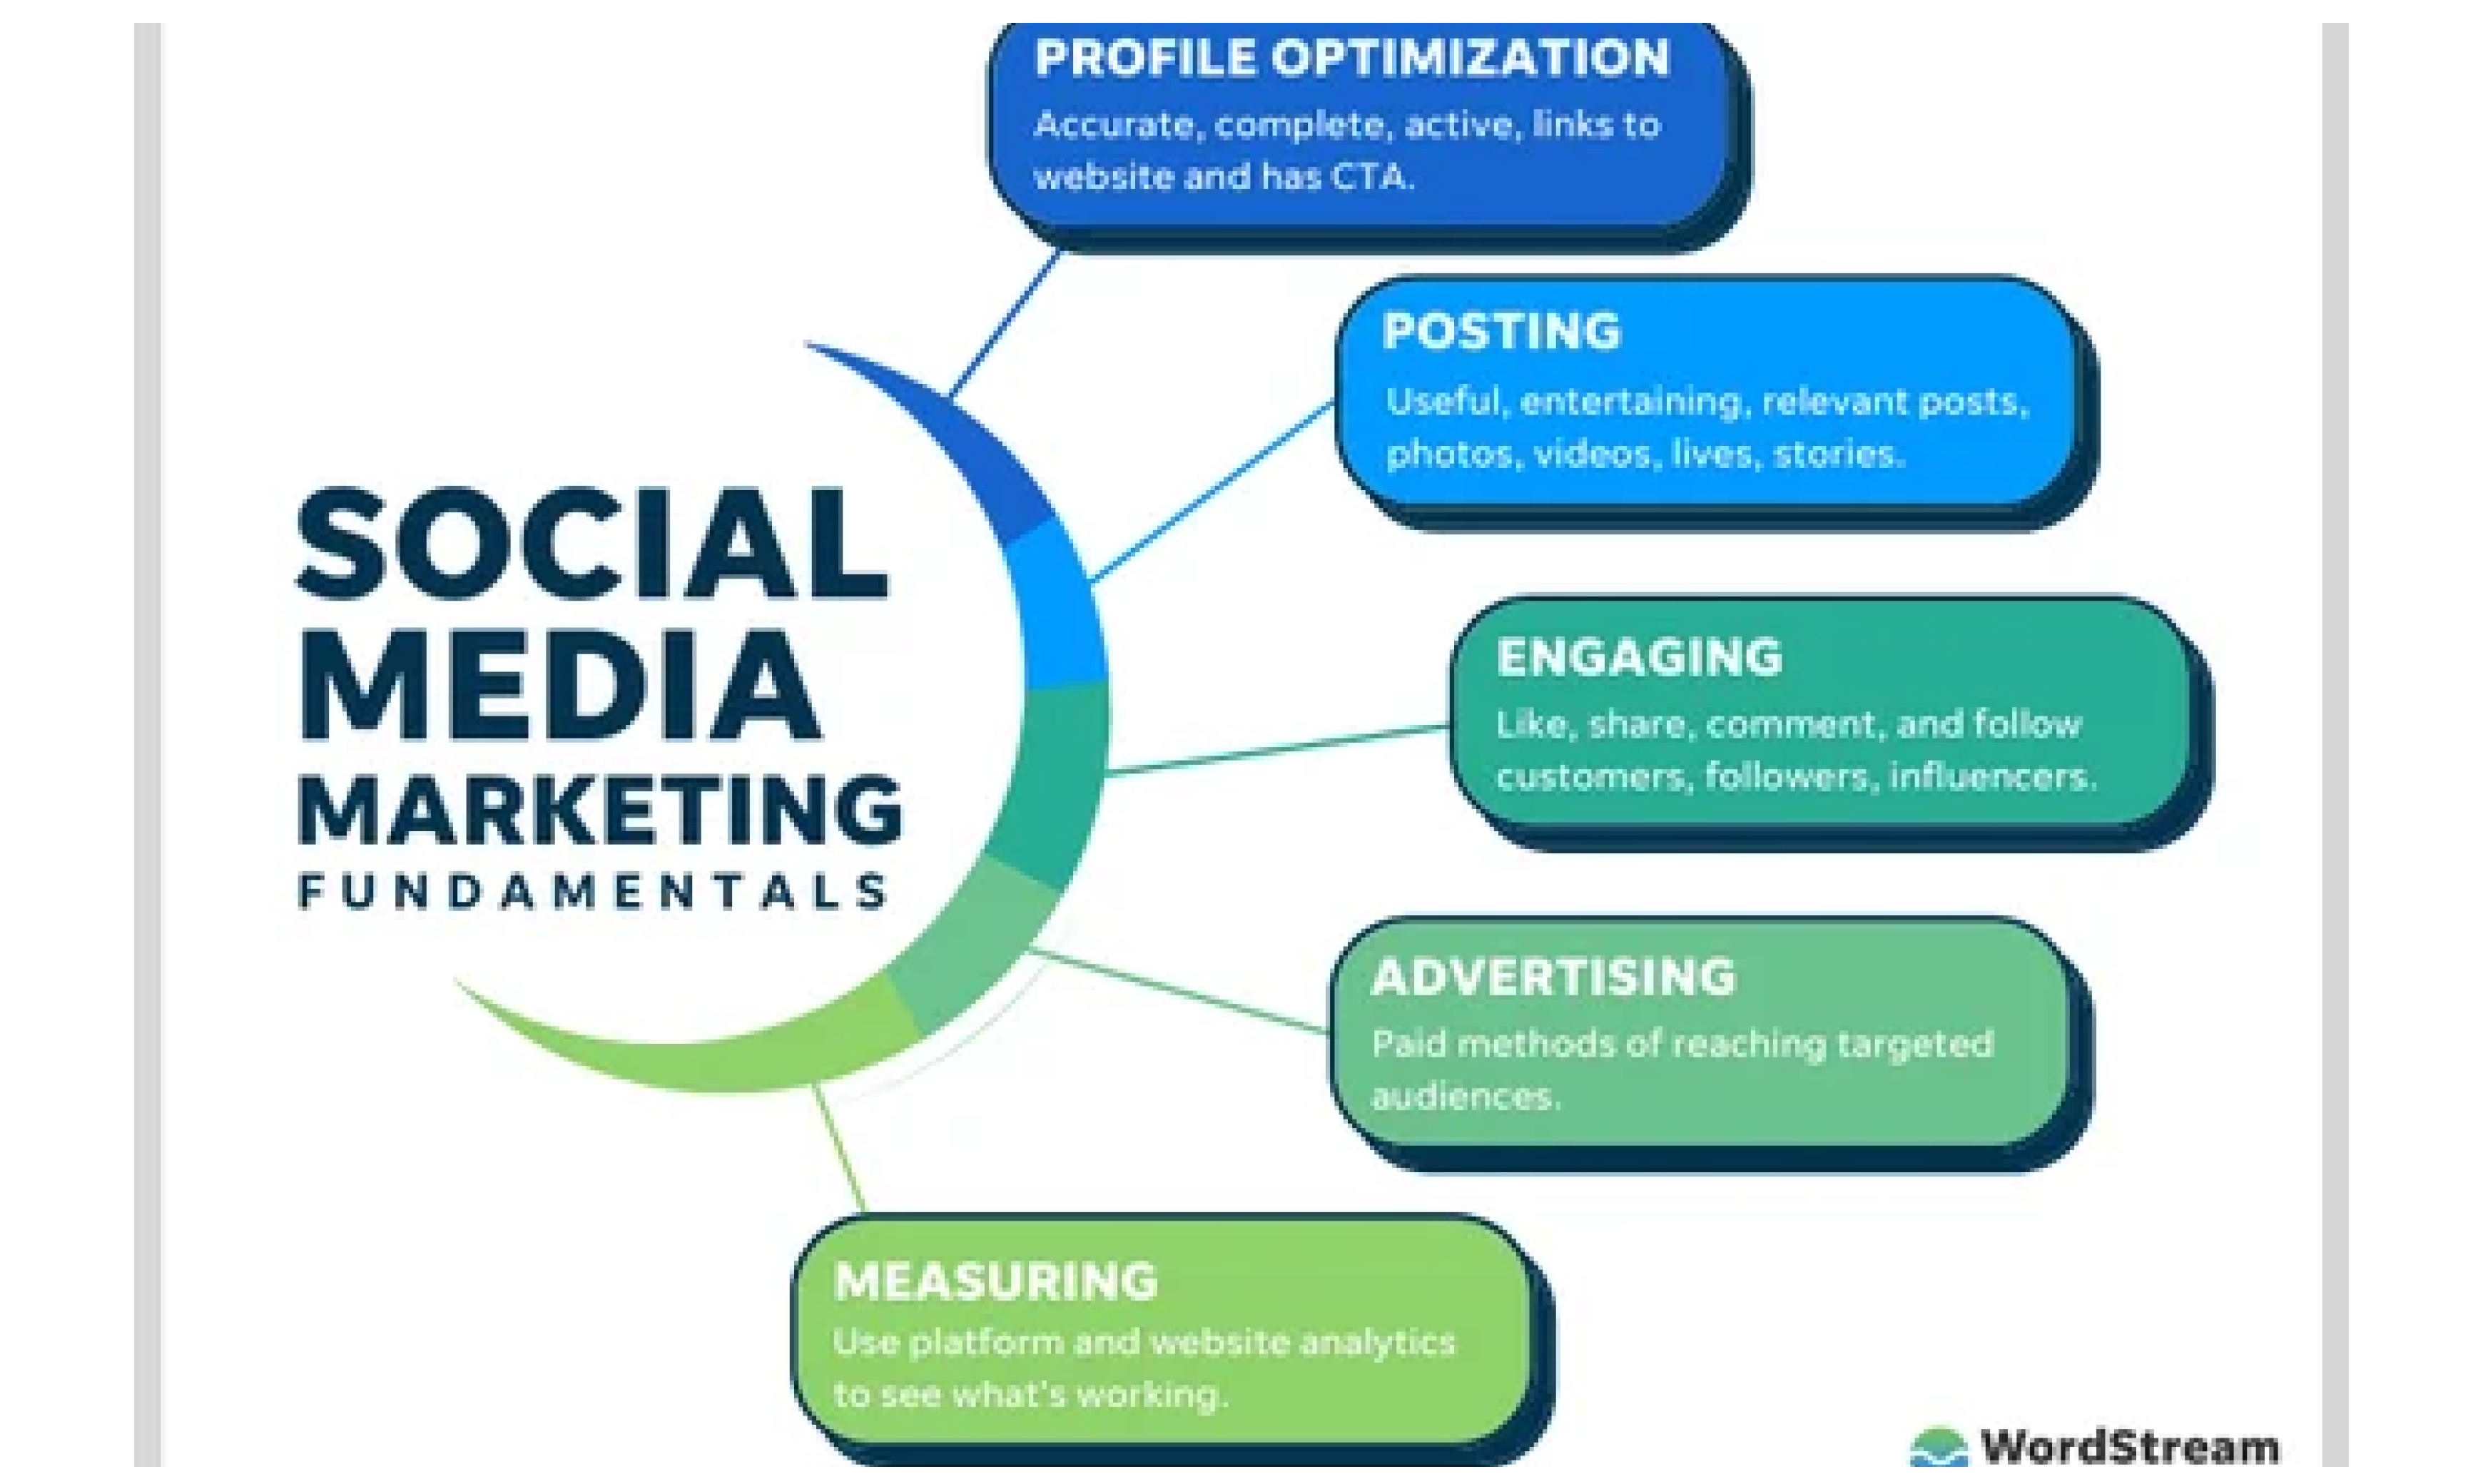 PROFILE OPTIMIZATION
Accurate, complete, active, links to
website and has CTA.
POSTING
Useful, entertaining, relevant posts,
photos, videos, lives, stories.
SOCIAL
MEDIA
MARKETING
FUNDAMENTALS
ENGAGING
Like, share, comment, and follow
customers, followers, influencers.
ADVERTISING
Paid methods of reaching targeted
audiences.
MEASURING
Use platform and website analytics
to see what's working.
WordStream